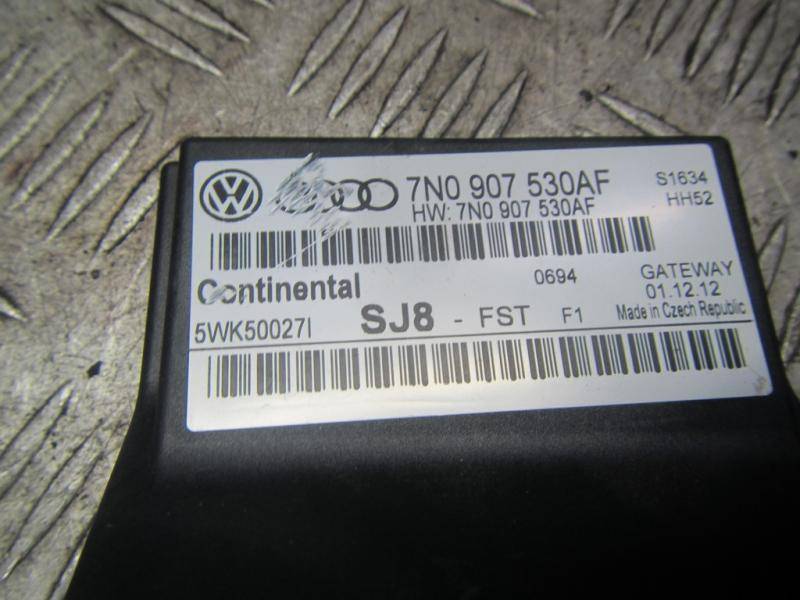 7N0 907 530AF S1634
HW: 7N0 907 530AF HH52
Continental 0694 GATEWAY
01.12.12
5WK50027I SJ8 - FST F1 Made in Czech Republic